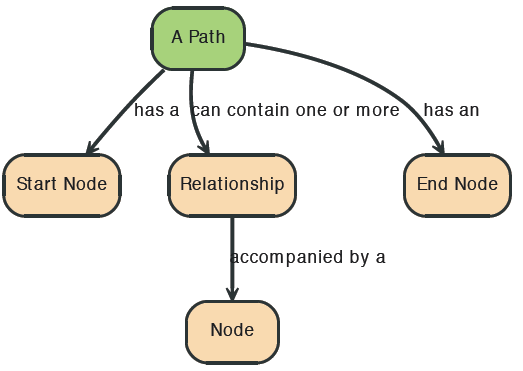 A Path
has a
can contain one or more
has an
Start Node
Relationship
End Node
accompanied by a
Node